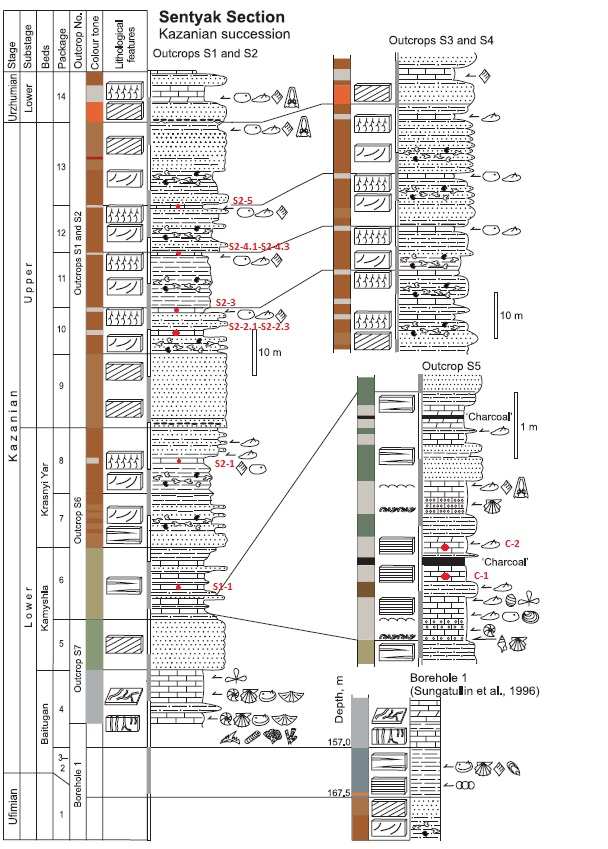 Sentyak Section
Kazanian succession
Outcrops S1 and S2
Outcrops S3 and S4
Stage
Substage
Beds
Package
Outcrop No.
Colour tone
Lithological
features
Urzhumian
Lower
14
13
S2-5
Outcrops S1 and S2
12
S2-4.1-S2-4.3
Upper
11
S2-3
10
S2-2.1-S2-2.3
10 m
10 m
Outcrop S5
9
Kazanian
'Charcoal'
1 m
8
S2-1
Krasnyi Yar
Outcrop S6
7
C-2
'Charcoal'
C-1
Lower
Kamyshla
6
S1-1
5
Outcrop S7
Borehole 1
(Sungatullin et al., 1996)
Baitugan
4
Depth, m
157.0
3-
2
Borehole 1
167.5
Ufimian
1